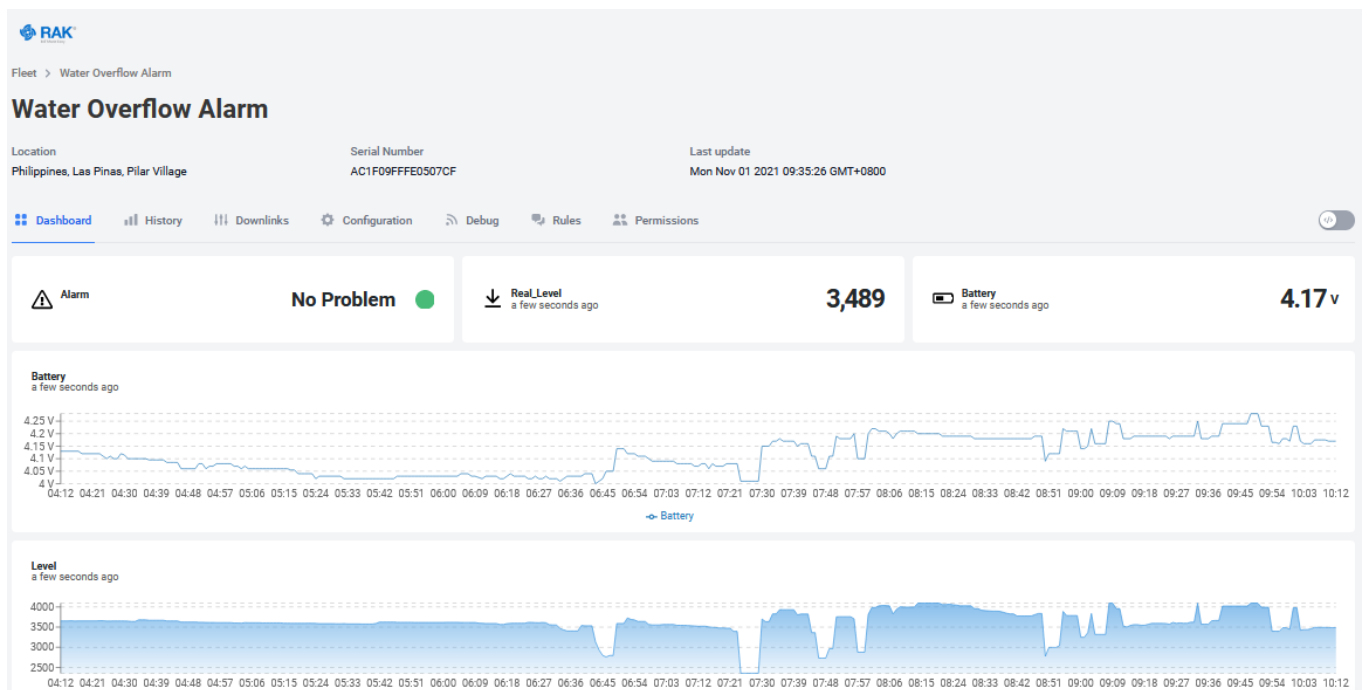 RAK
Fleet > Water Overflow Alarm
Water Overflow Alarm
Location Serial Number Last update
Philippines, Las Pinas, Pilar Village AC1F09FFFE0507CF Mon Nov 01 2021 09:35:26 GMT+0800
Dashboard History Downlinks Configuration Debug Rules Permissions </>
Alarm No Problem Real_Level 3,489 Battery 4.17 V
a few seconds ago a few seconds ago
Battery
a few seconds ago
4.25 V
4.2 V
4.15 V
4.1 V
4.05 V
4 V
04:12 04:21 04:30 04:39 04:48 04:57 05:06 05:15 05:24 05:33 05:42 05:51 06:00 06:09 06:18 06:27 06:36 06:45 06:54 07:03 07:12 07:21 07:30 07:39 07:48 07:57 08:06 08:15 08:24 08:33 08:42 08:51 09:00 09:09 09:18 09:27 09:36 09:45 09:54 10:03 10:12
Battery
Level
a few seconds ago
4000
3500
3000
2500
04:12 04:21 04:30 04:39 04:48 04:57 05:06 05:15 05:24 05:33 05:42 05:51 06:00 06:09 06:18 06:27 06:36 06:45 06:54 07:03 07:12 07:21 07:30 07:39 07:48 07:57 08:06 08:15 08:24 08:33 08:42 08:51 09:00 09:09 09:18 09:27 09:36 09:45 09:54 10:03 10:12